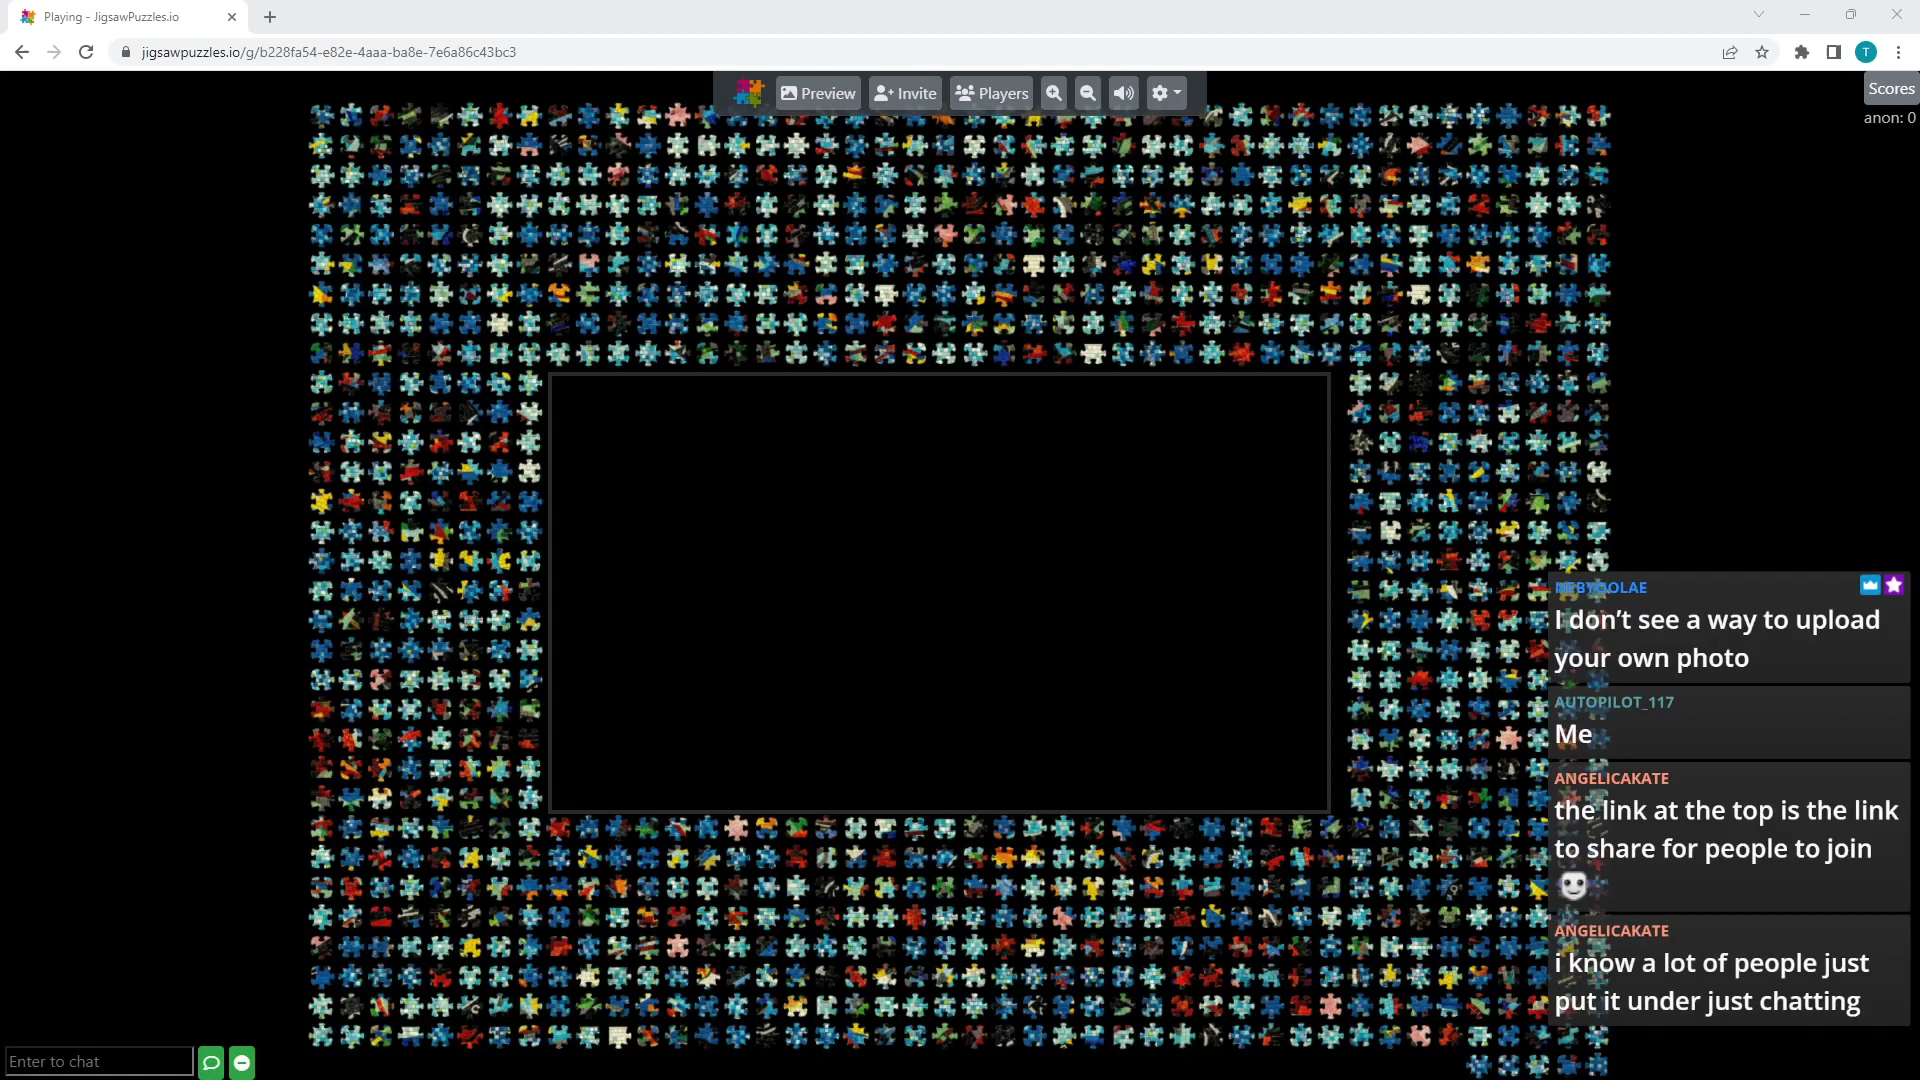 Playing - JigsawPuzzles.io
jigsawpuzzles.io/g/b228fa54-e82e-4aaa-ba8e-7e6a86c43bc3
T
Preview
Invite
Players
Scores
anon: 0
NEBYOOLAE
I don’t see a way to upload
your own photo
AUTOPILOT_117
Me
ANGELICAKATE
the link at the top is the link
to share for people to join
ANGELICAKATE
i know a lot of people just
put it under just chatting
Enter to chat